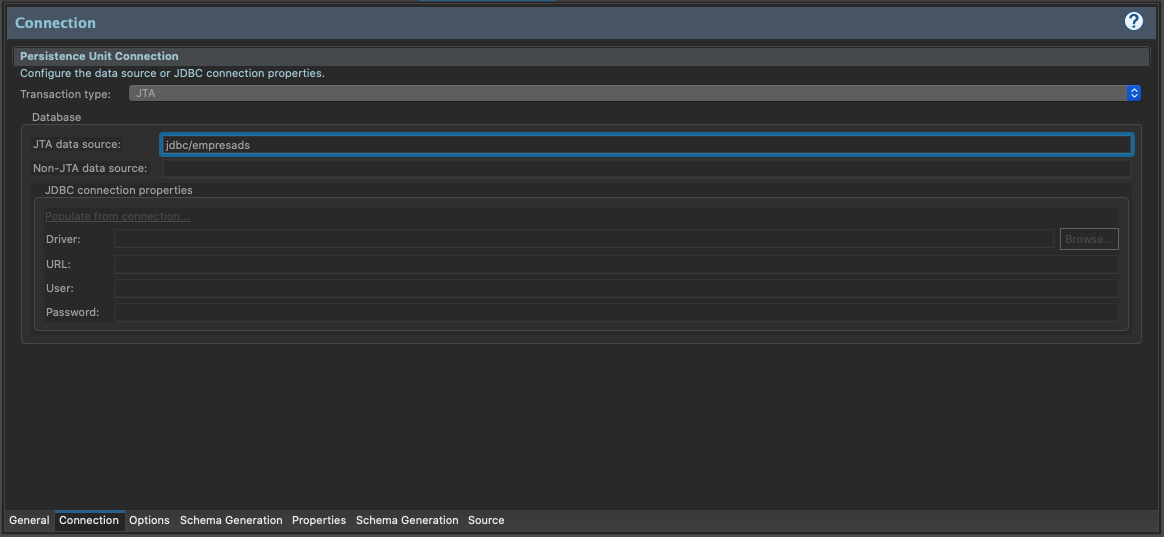 Connection
?
Persistence Unit Connection
Configure the data source or JDBC connection properties.
Transaction type: JTA
Database
JTA data source: jdbc/empresads
Non-JTA data source:
JDBC connection properties
Populate from connection...
Driver: Browse...
URL:
User:
Password:
General Connection Options Schema Generation Properties Schema Generation Source